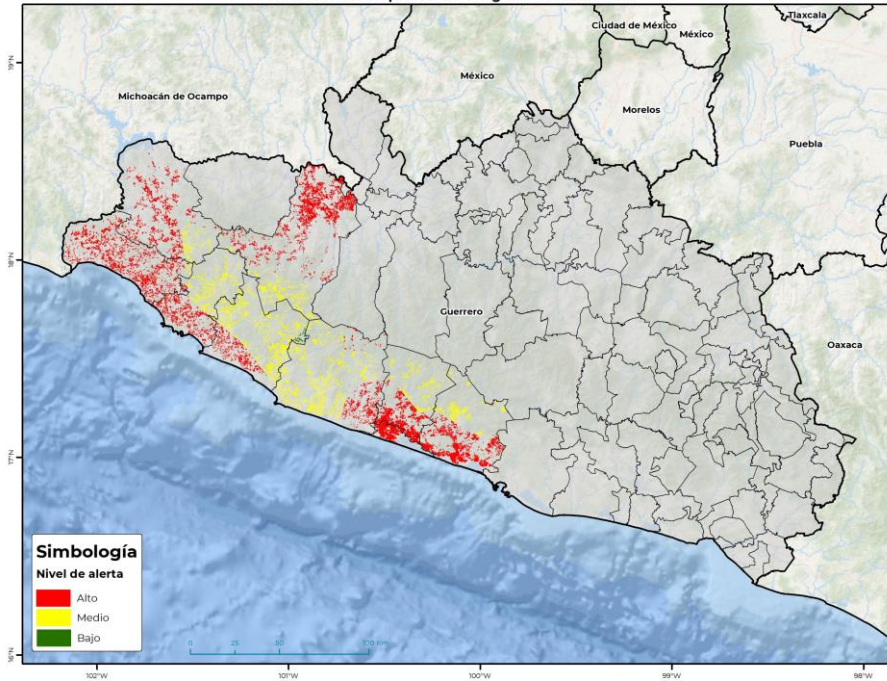 Tlaxcala
Ciudad de México
México
19°N
México
Michoacán de Ocampo
Morelos
Puebla
18°N
Guerrero
Oaxaca
17°N
Simbología
Nivel de alerta
Alto
Medio
Bajo
0 25 50 100 Km
16°N
102°W 101°W 100°W 99°W 98°W